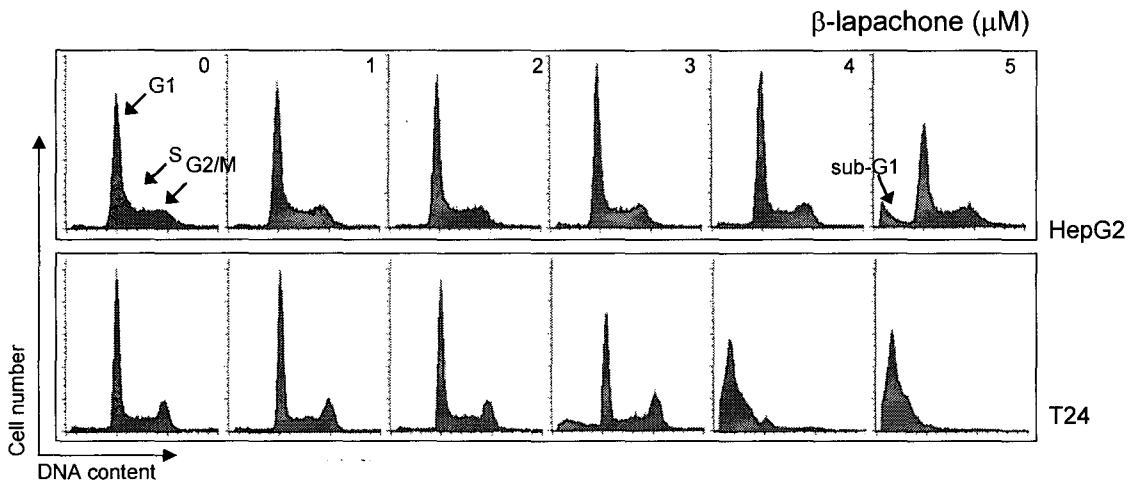 β-lapachone (μM)
0 1 2 3 4 5
G1
S
G2/M
sub-G1
HepG2
T24
Cell number
DNA content